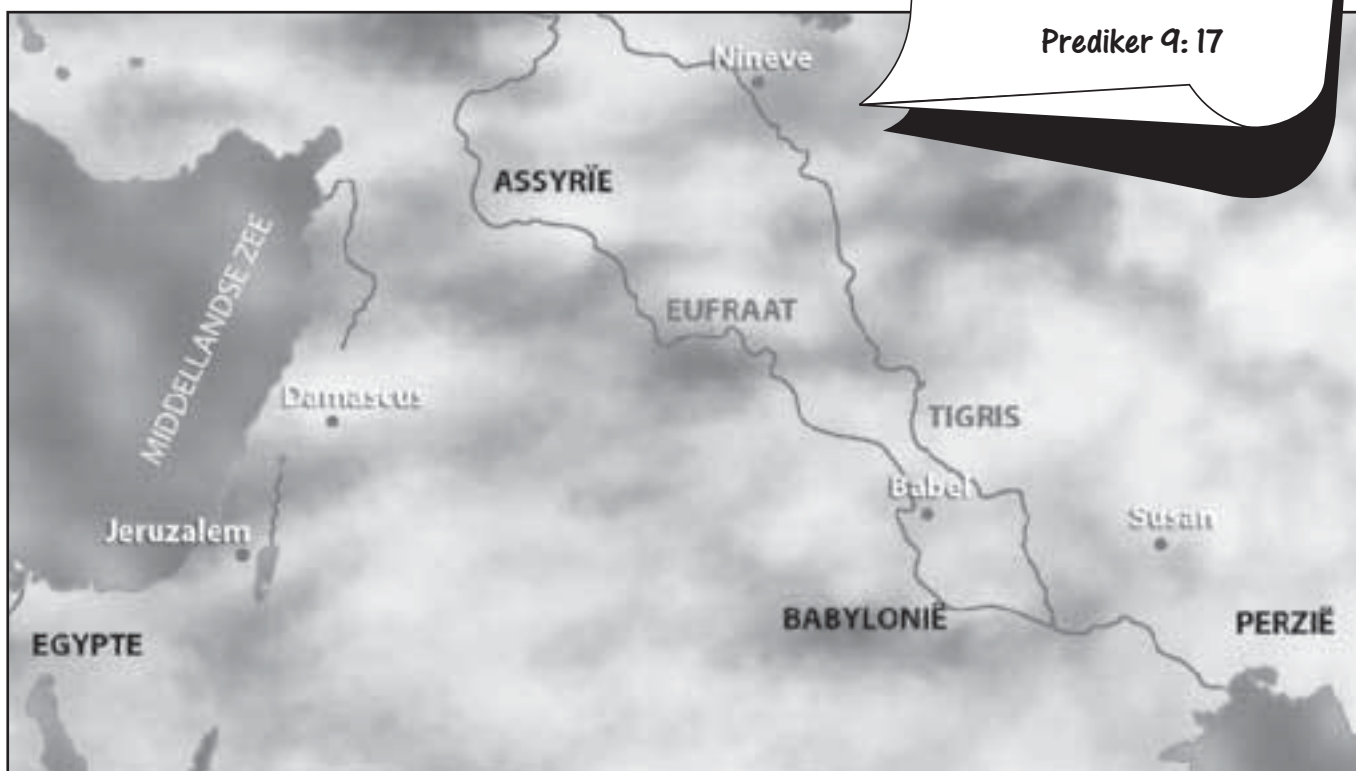 Prediker 9: 17
Nineve
ASSYRÏE
MIDDELLANDSE ZEE
EUFRAAT
Damascus
TIGRIS
Babel
Jeruzalem
Susan
BABYLONIË
PERZIË
EGYPTE